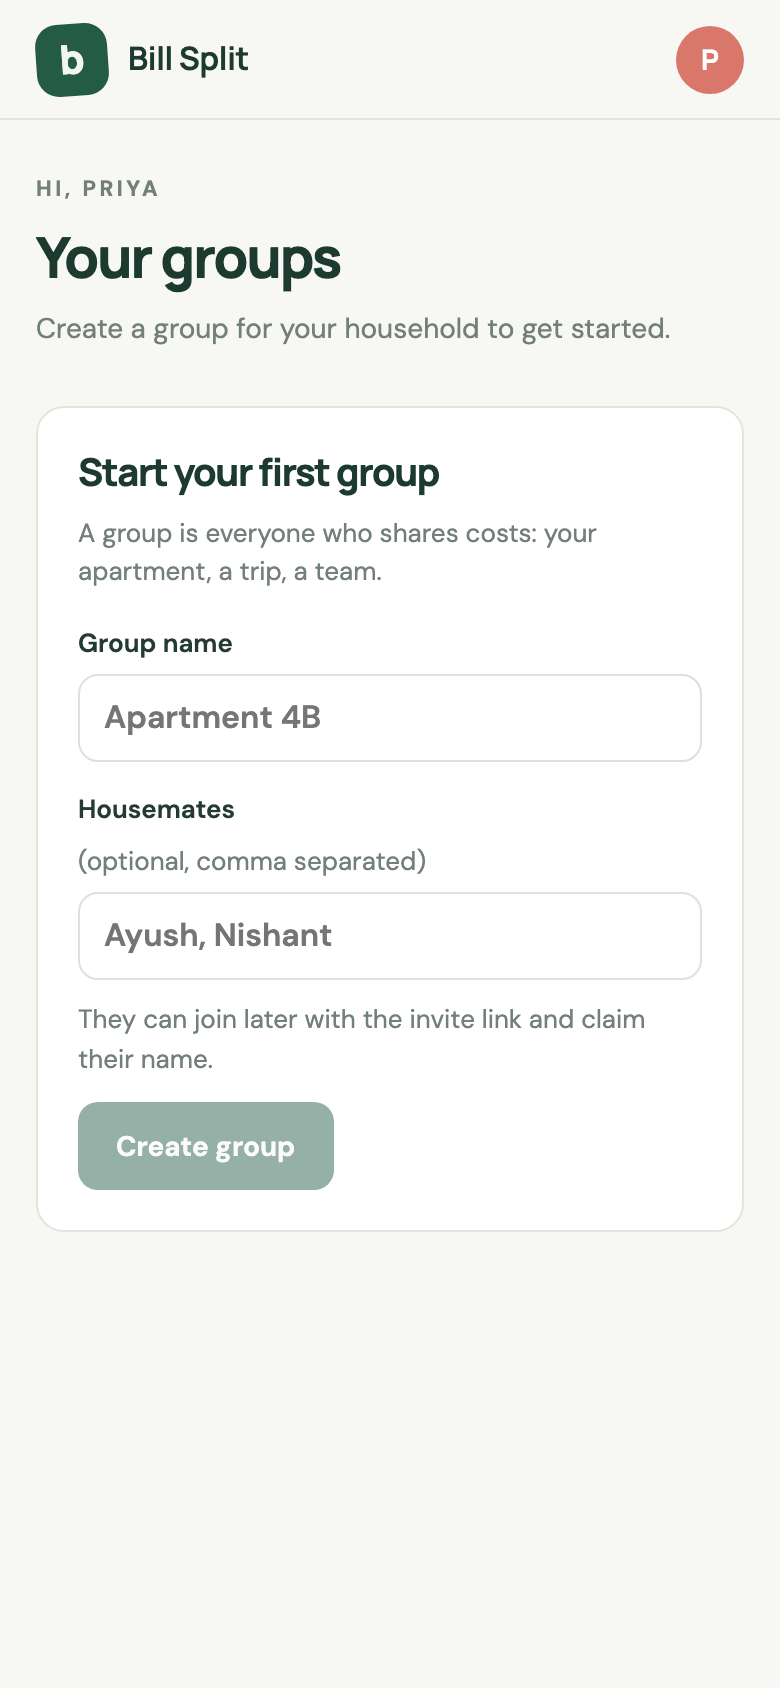 b Bill Split P
HI, PRIYA
Your groups
Create a group for your household to get started.
Start your first group
A group is everyone who shares costs: your
apartment, a trip, a team.
Group name
Apartment 4B
Housemates
(optional, comma separated)
Ayush, Nishant
They can join later with the invite link and claim
their name.
Create group